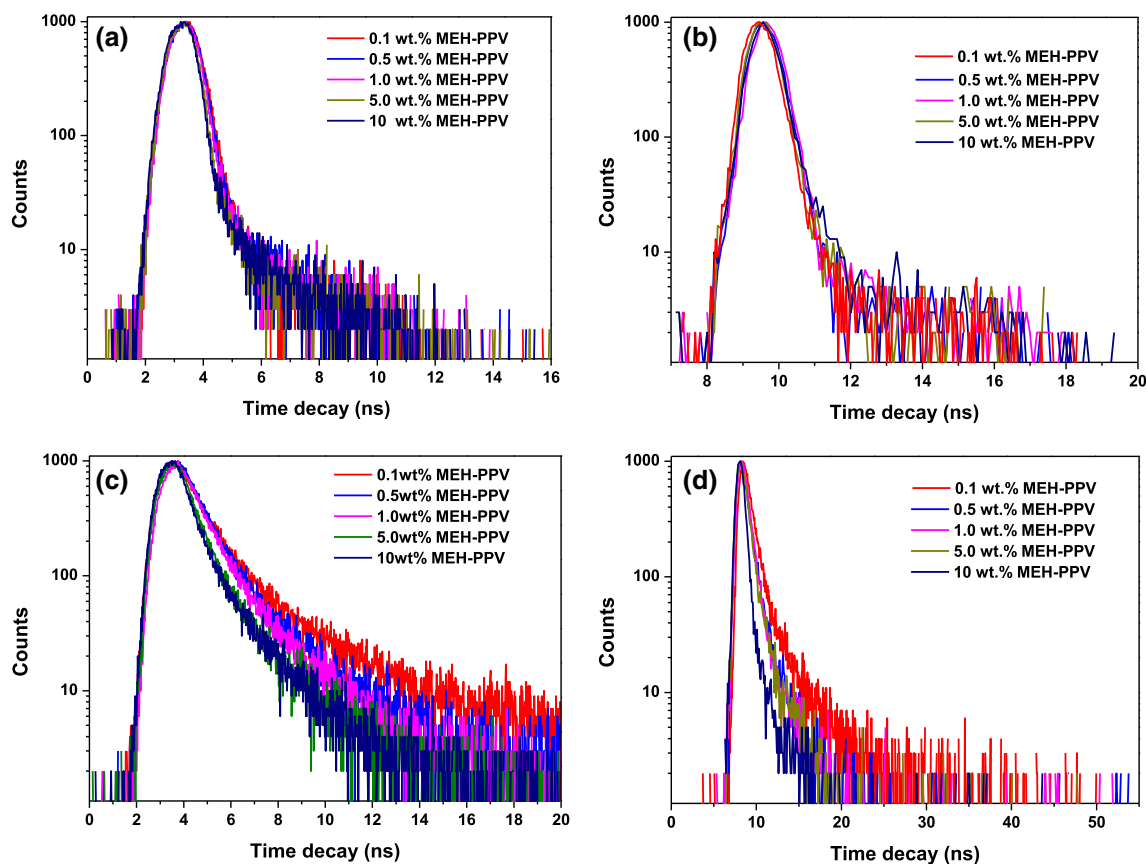 (a)
0.1 wt.% MEH-PPV
0.5 wt.% MEH-PPV
1.0 wt.% MEH-PPV
5.0 wt.% MEH-PPV
10 wt.% MEH-PPV
1000
100
10
Counts
0 2 4 6 8 10 12 14 16
Time decay (ns)
(b)
0.1 wt.% MEH-PPV
0.5 wt.% MEH-PPV
1.0 wt.% MEH-PPV
5.0 wt.% MEH-PPV
10 wt.% MEH-PPV
1000
100
10
Counts
8 10 12 14 16 18 20
Time decay (ns)
(c)
0.1wt% MEH-PPV
0.5wt% MEH-PPV
1.0wt% MEH-PPV
5.0wt% MEH-PPV
10wt% MEH-PPV
1000
100
10
Counts
0 2 4 6 8 10 12 14 16 18 20
Time decay (ns)
(d)
0.1 wt.% MEH-PPV
0.5 wt.% MEH-PPV
1.0 wt.% MEH-PPV
5.0 wt.% MEH-PPV
10 wt.% MEH-PPV
1000
100
10
Counts
0 10 20 30 40 50
Time decay (ns)